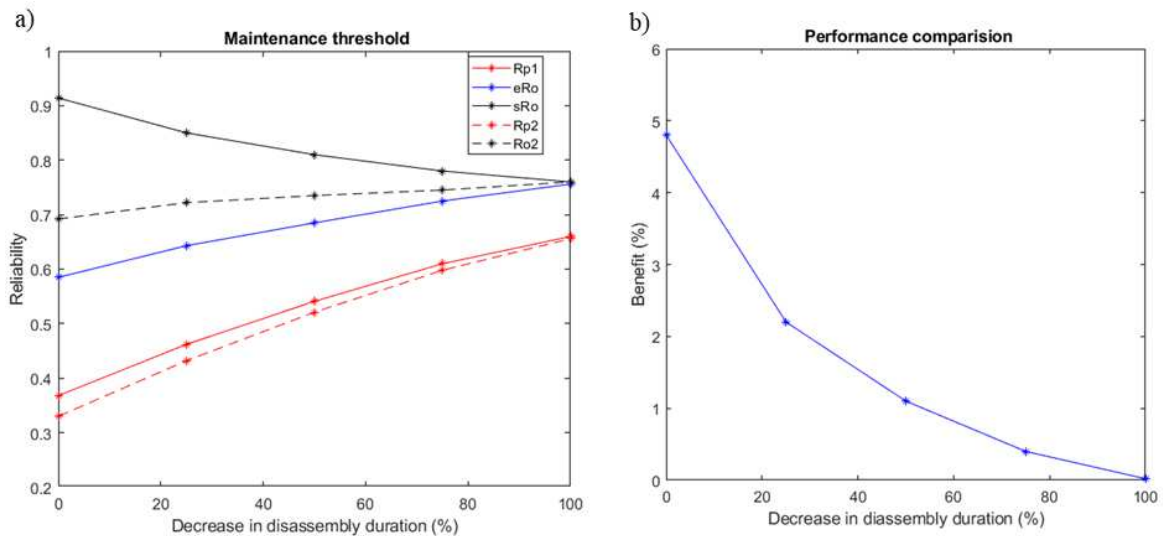 a)
Maintenance threshold
1
0.9
0.8
0.7
0.6
0.5
0.4
0.3
0.2
Reliability
Rp1
eRo
sRo
Rp2
Ro2
0 20 40 60 80 100
Decrease in disassembly duration (%)
b)
Performance comparision
6
5
4
3
2
1
0
Benefit (%)
0 20 40 60 80 100
Decrease in diassembly duration (%)